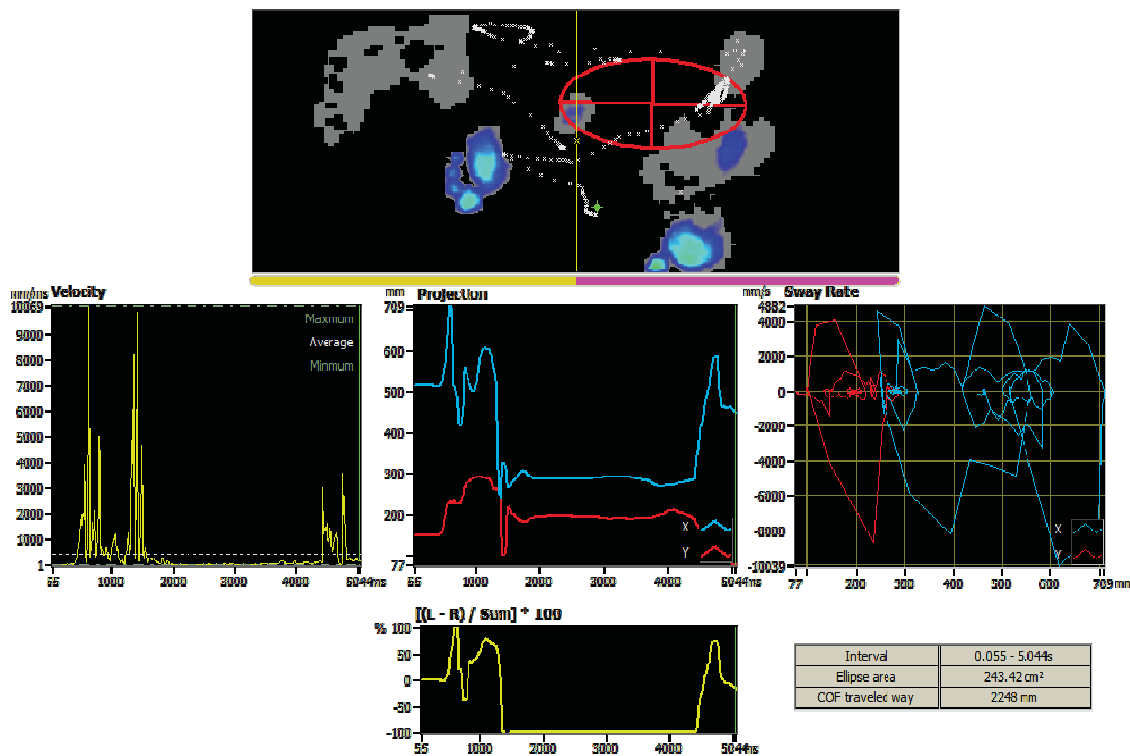 mm/ms Velocity
10069
9000
8000
7000
6000
5000
4000
3000
2000
1000
1
Maxmum
Average
Minmum
55 1000 2000 3000 4000 5044ms
mm Projection
709
600
500
400
300
200
77
X
Y
55 1000 2000 3000 4000 5044ms
mm/s Sway Rate
4882
4000
2000
0
-2000
-4000
-6000
-8000
-10039
X
Y
77 200 300 400 500 600 709mm
[(L - R) / Sum] * 100
% 100
50
0
-50
-100
55 1000 2000 3000 4000 5044ms
Interval 0.055 - 5.044s
Ellipse area 243.42 cm²
COF traveled way 2248 mm